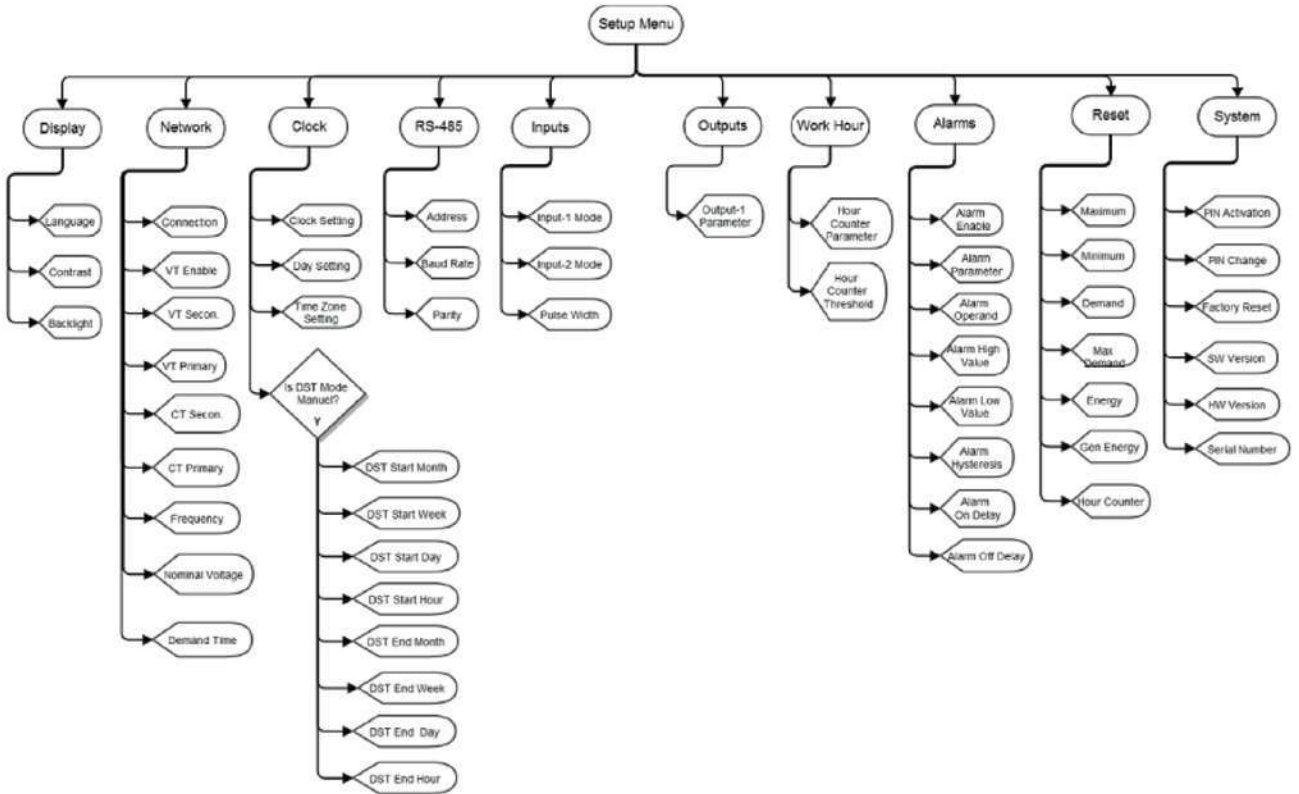 Setup Menu
Display
Network
Clock
RS-485
Inputs
Outputs
Work Hour
Alarms
Reset
System
Language
Contrast
Backlight
Connection
VT Enable
VT Secon.
VT Primary
CT Secon.
CT Primary
Frequency
Nominal Voltage
Demand Time
Clock Setting
Day Setting
Time Zone
Setting
Is DST Mode
Manuel?
Y
DST Start Month
DST Start Week
DST Start Day
DST Start Hour
DST End Month
DST End Week
DST End Day
DST End Hour
Address
Baud Rate
Parity
Input-1 Mode
Input-2 Mode
Pulse Width
Output-1
Parameter
Hour
Counter
Parameter
Hour
Counter
Threshold
Alarm
Enable
Alarm
Parameter
Alarm
Operand
Alarm High
Value
Alarm Low
Value
Alarm
Hysteresis
Alarm
On Delay
Alarm Off Delay
Maximum
Minimum
Demand
Max
Demand
Energy
Gen Energy
Hour Counter
PIN Activation
PIN Change
Factory Reset
SW Version
HW Version
Serial Number